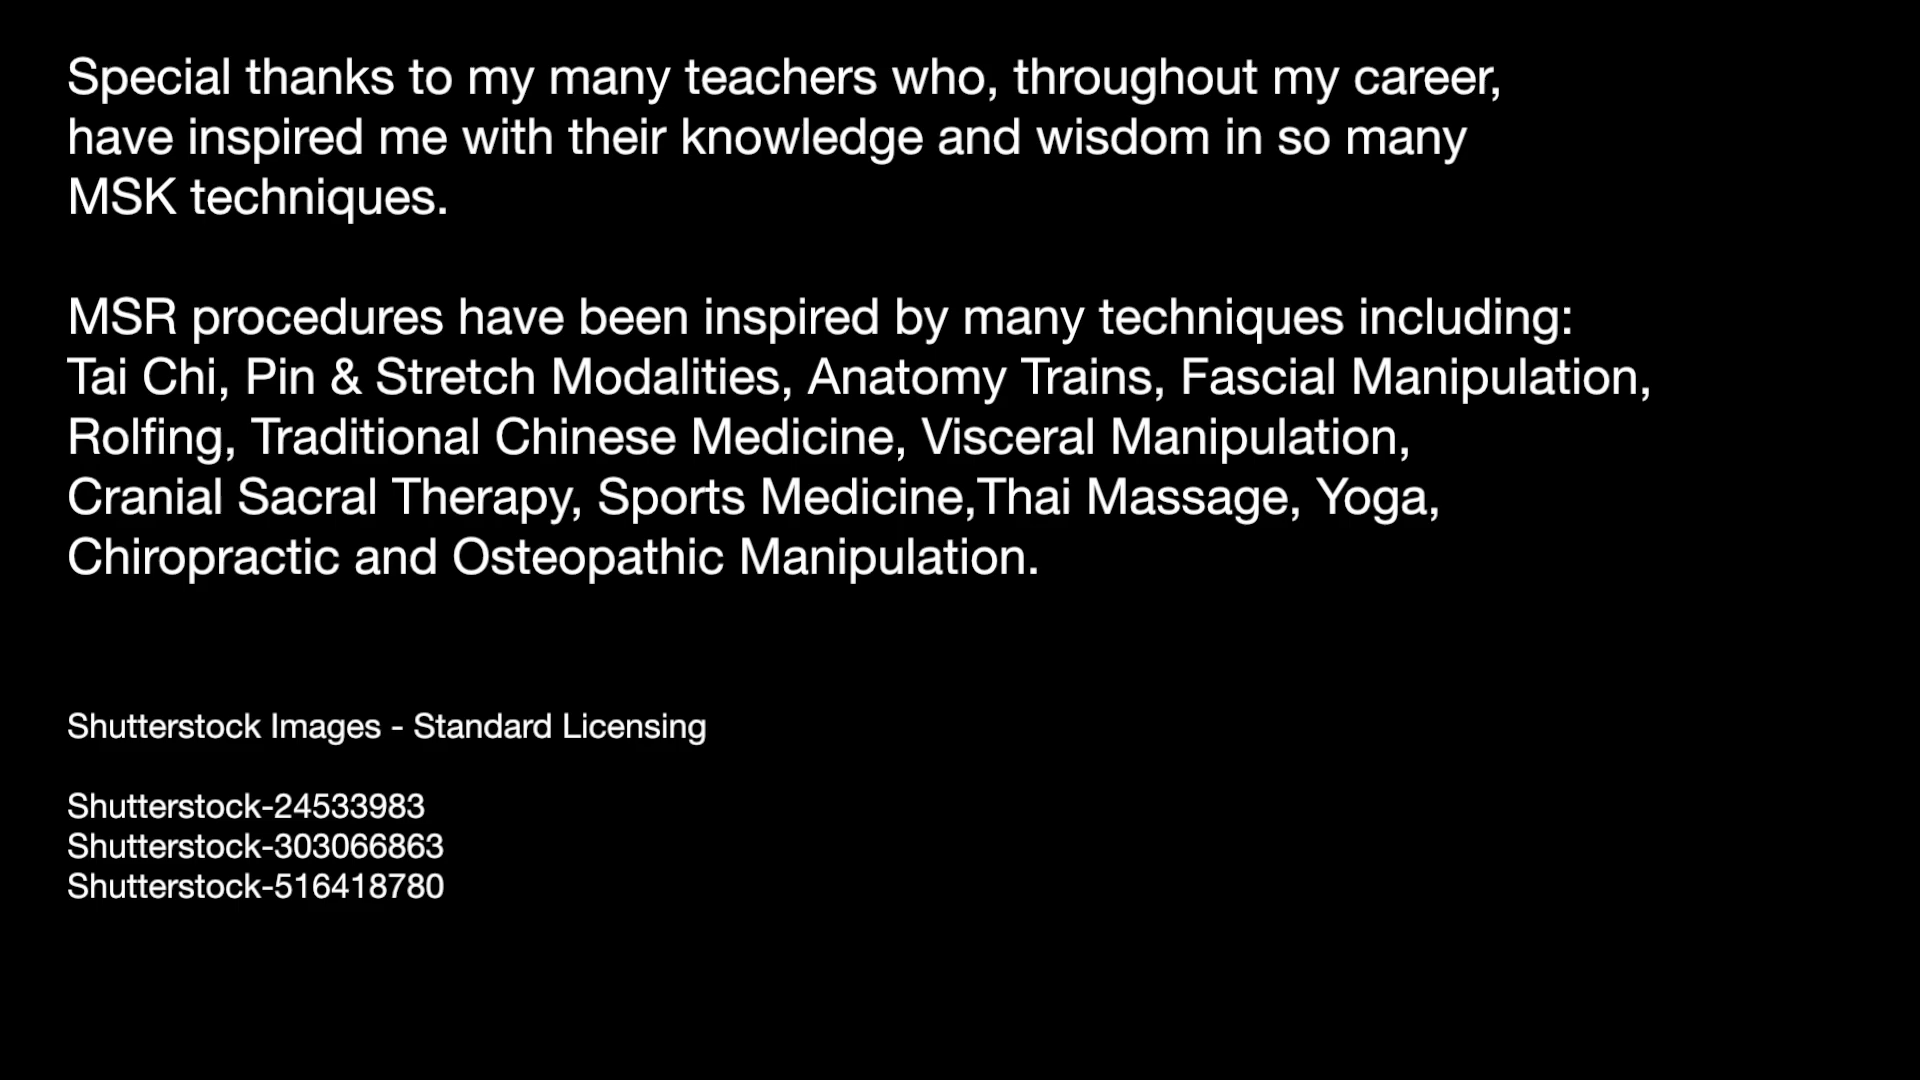 Special thanks to my many teachers who, throughout my career,
have inspired me with their knowledge and wisdom in so many
MSK techniques.
MSR procedures have been inspired by many techniques including:
Tai Chi, Pin & Stretch Modalities, Anatomy Trains, Fascial Manipulation,
Rolfing, Traditional Chinese Medicine, Visceral Manipulation,
Cranial Sacral Therapy, Sports Medicine,Thai Massage, Yoga,
Chiropractic and Osteopathic Manipulation.
Shutterstock Images - Standard Licensing
Shutterstock-24533983
Shutterstock-303066863
Shutterstock-516418780